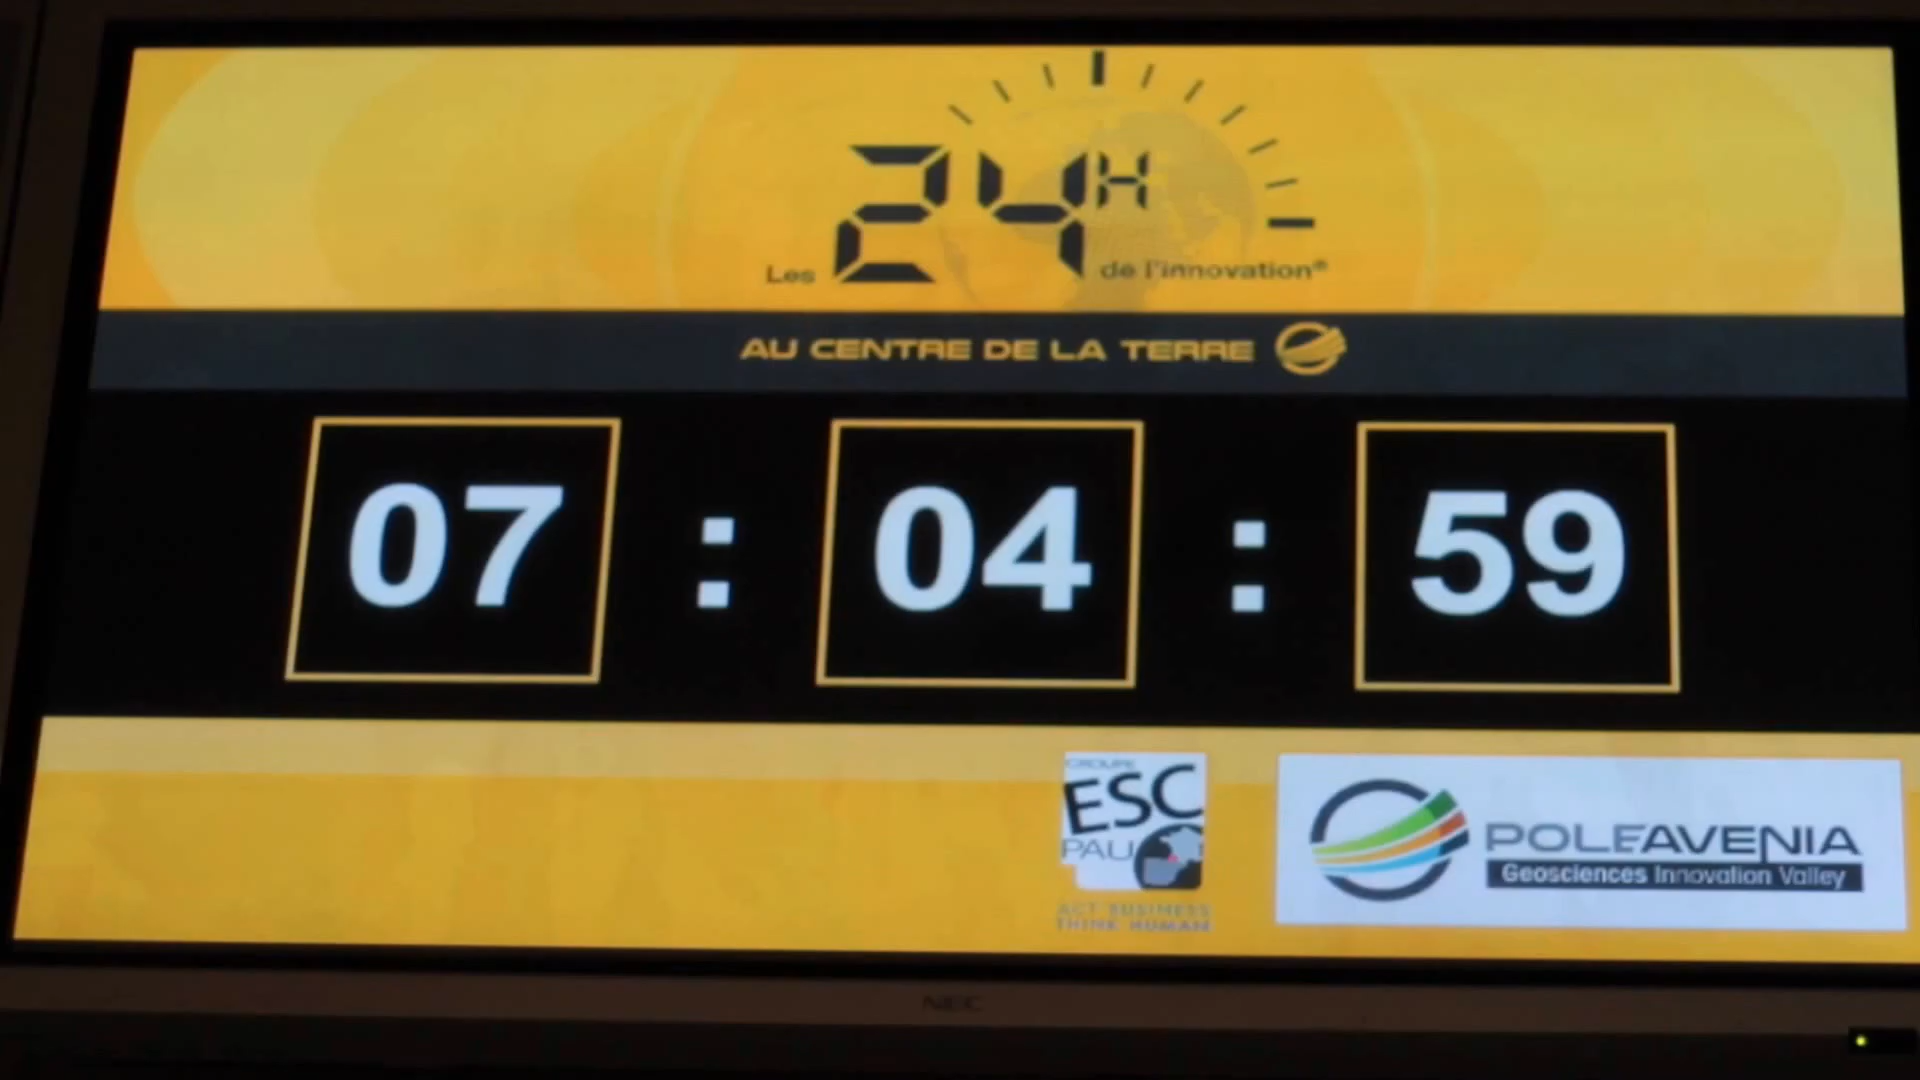 24H
Les de l'innovation®
AU CENTRE DE LA TERRE
07 : 04 : 59
GROUPE
ESC
PAU
ACT BUSINESS
THINK HUMAN
POLEAVENIA
Geosciences Innovation Valley
NEC